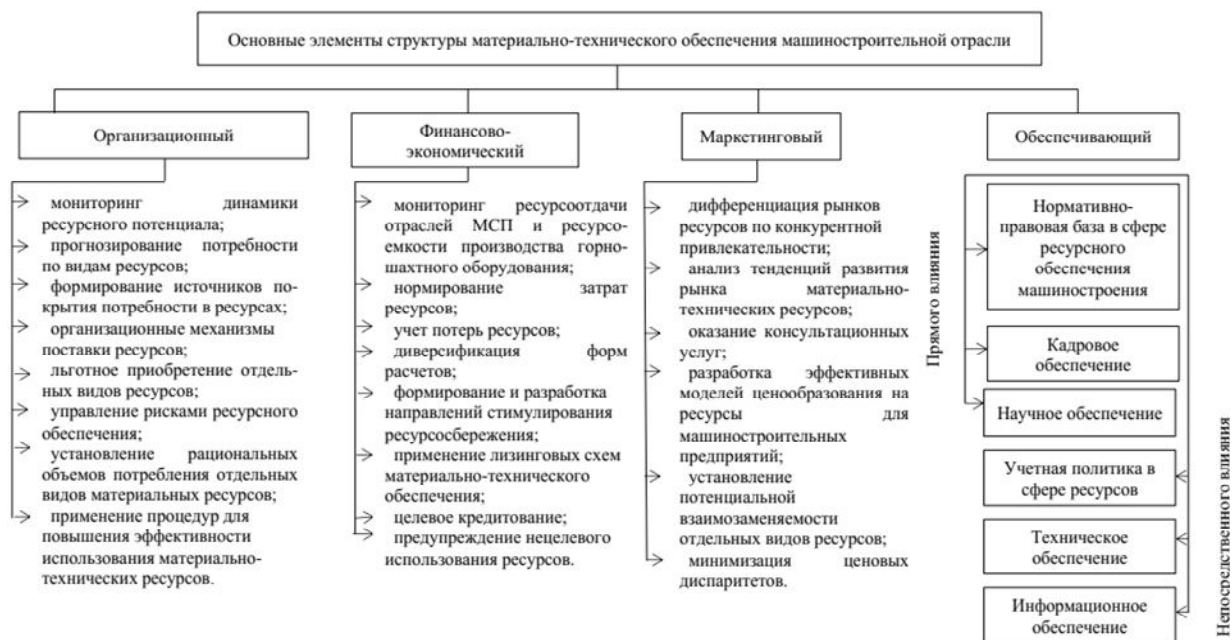 Основные элементы структуры материально-технического обеспечения машиностроительной отрасли
Организационный
мониторинг динамики
ресурсного потенциала;
прогнозирование потребности
по видам ресурсов;
формирование источников по-
крытия потребности в ресурсах;
организационные механизмы
поставки ресурсов;
льготное приобретение отдель-
ных видов ресурсов;
управление рисками ресурсного
обеспечения;
установление рациональных
объемов потребления отдельных
видов материальных ресурсов;
применение процедур для
повышения эффективности
использования материально-
технических ресурсов.
Финансово-
экономический
мониторинг ресурсоотдачи
отраслей МСП и ресурсо-
емкости производства горно-
шахтного оборудования;
нормирование затрат
ресурсов;
учет потерь ресурсов;
диверсификация форм
расчетов;
формирование и разработка
направлений стимулирования
ресурсосбережения;
применение лизинговых схем
материально-технического
обеспечения;
целевое кредитование;
предупреждение нецелевого
использования ресурсов.
Маркетинговый
дифференциация рынков
ресурсов по конкурентной
привлекательности;
анализ тенденций развития
рынка материально-
технических ресурсов;
оказание консультационных
услуг;
разработка эффективных
моделей ценообразования на
ресурсы для
машиностроительных
предприятий;
установление
потенциальной
взаимозаменяемости
отдельных видов ресурсов;
минимизация ценовых
диспаритетов.
Обеспечивающий
Прямого влияния
Нормативно-
правовая база в сфере
ресурсного
обеспечения
машиностроения
Кадровое
обеспечение
Научное обеспечение
Учетная политика в
сфере ресурсов
Техническое
обеспечение
Информационное
обеспечение
Непосредственного влияния